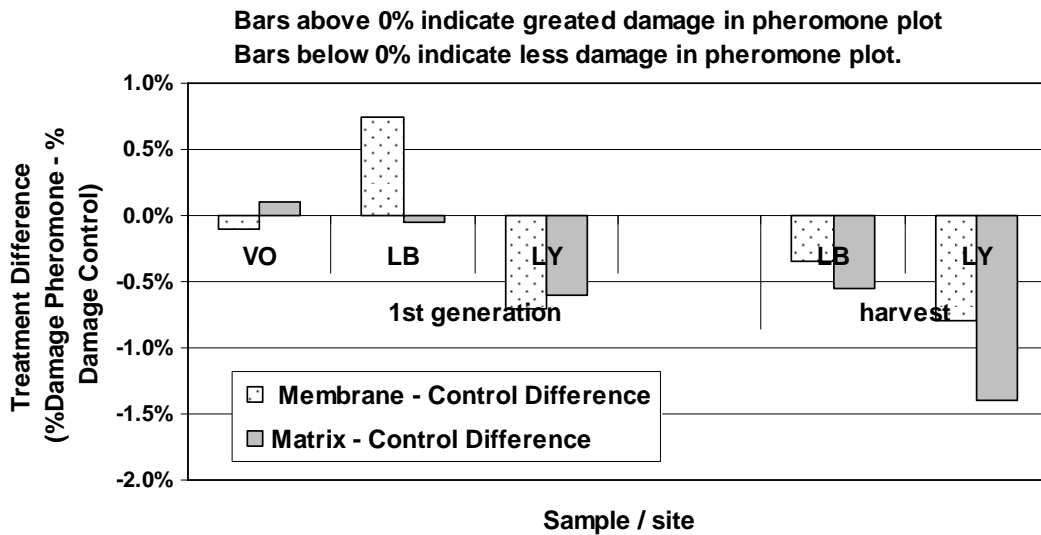 Bars above 0% indicate greated damage in pheromone plot
Bars below 0% indicate less damage in pheromone plot.
Treatment Difference
(%Damage Pheromone - %
Damage Control)
1.0%
0.5%
0.0%
-0.5%
-1.0%
-1.5%
-2.0%
VO LB LY LB LY
1st generation harvest
Membrane - Control Difference
Matrix - Control Difference
Sample / site